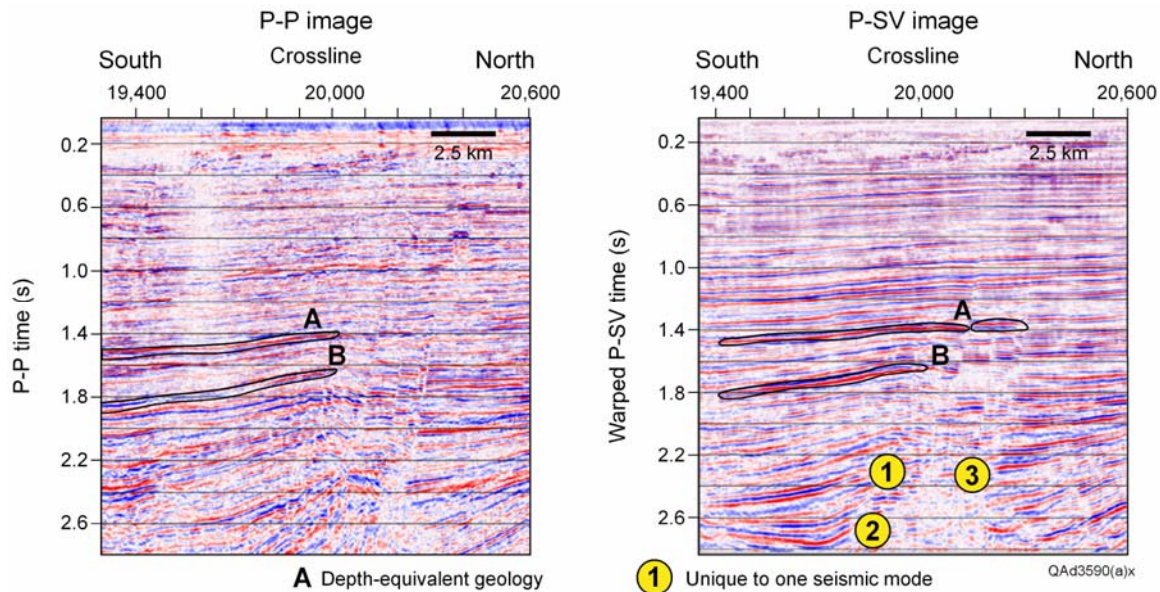 P-P image
South
Crossline
North
19,400
20,000
20,600
2.5 km
0.2
0.6
1.0
1.4
1.8
2.2
2.6
P-P time (s)
A
B
A Depth-equivalent geology
P-SV image
South
Crossline
North
19,400
20,000
20,600
2.5 km
0.2
0.6
1.0
1.4
1.8
2.2
2.6
Warped P-SV time (s)
A
B
1
3
2
1 Unique to one seismic mode
QAd3590(a)x